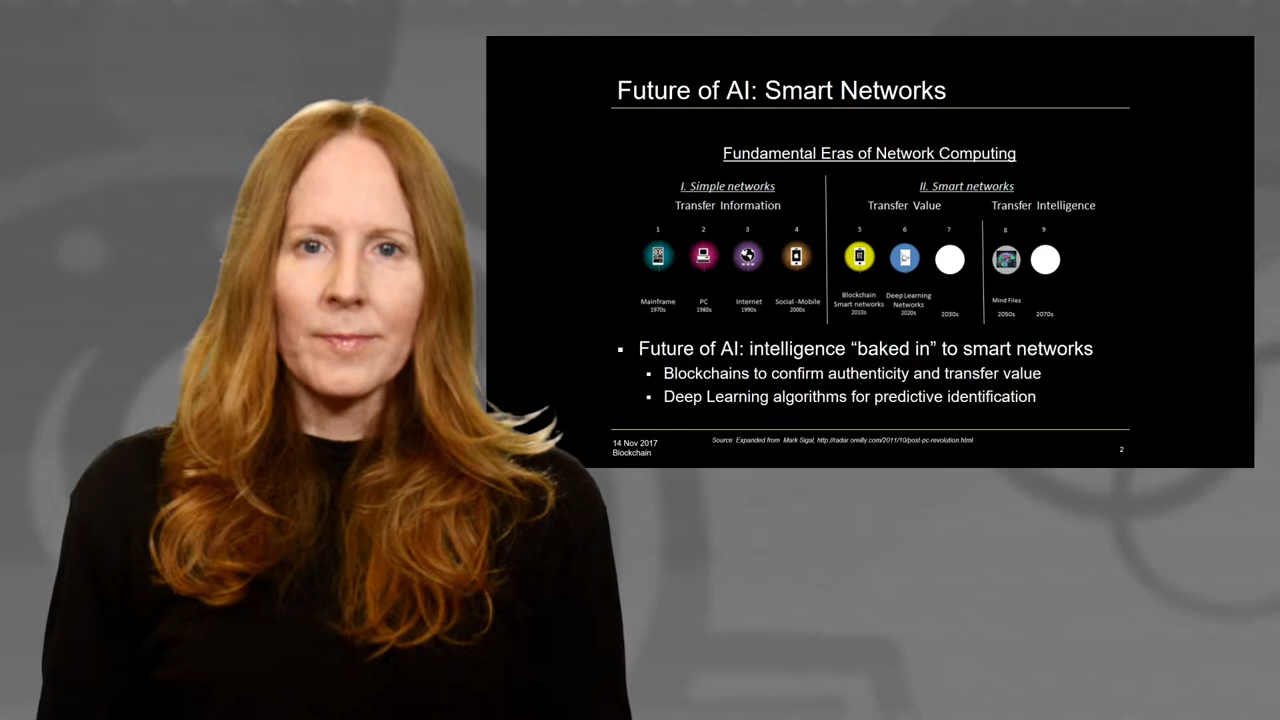 Future of AI: Smart Networks
Fundamental Eras of Network Computing
I. Simple networks
II. Smart networks
Transfer Information
Transfer Value
Transfer Intelligence
1 2 3 4 5 6 7 8 9
Mainframe
1970s
PC
1980s
Internet
1990s
Social-Mobile
2000s
Blockchain
Smart networks
2010s
Deep Learning
Networks
2020s
2030s
Mind Files
2050s
2070s
▪ Future of AI: intelligence “baked in” to smart networks
▪ Blockchains to confirm authenticity and transfer value
▪ Deep Learning algorithms for predictive identification
14 Nov 2017
Blockchain
Source: Expanded from Mark Sigal, http://radar.oreilly.com/2011/10/post-pc-revolution.html
2